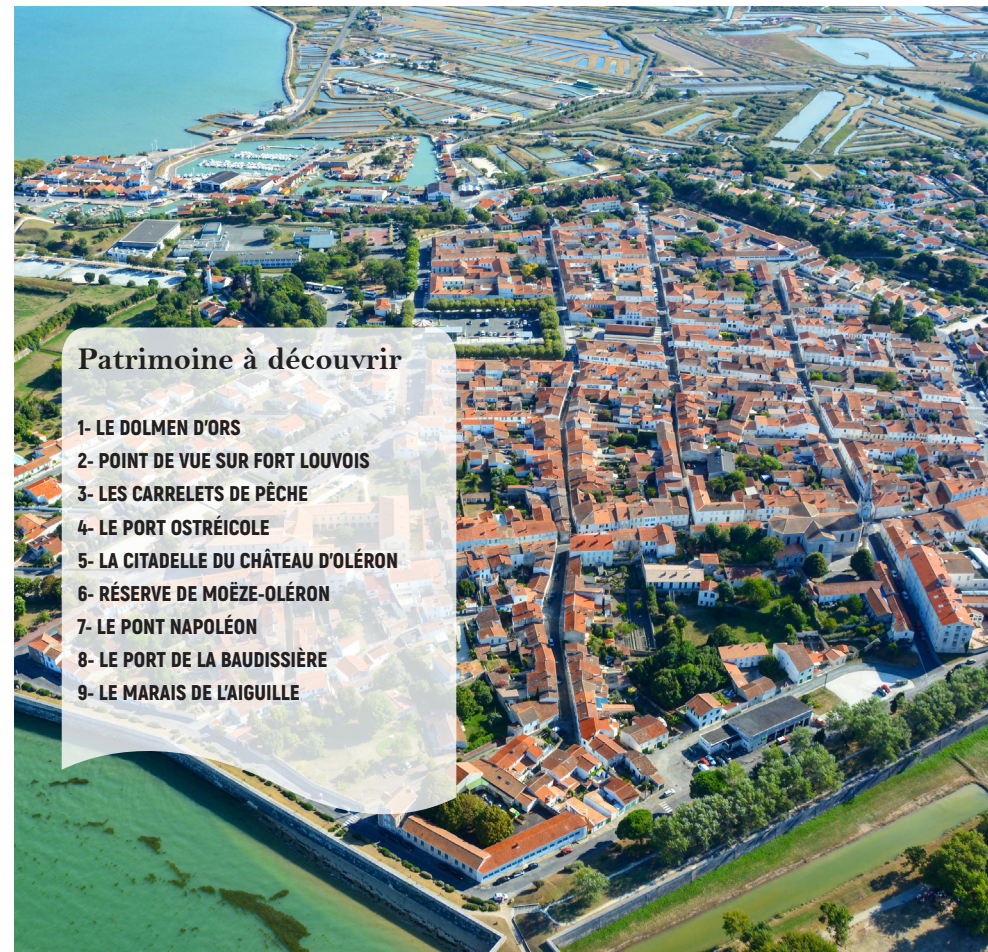 Patrimoine à découvrir
1- LE DOLMEN D'ORS
2- POINT DE VUE SUR FORT LOUVOIS
3- LES CARRELETS DE PÊCHE
4- LE PORT OSTRÉICOLE
5- LA CITADELLE DU CHÂTEAU D'OLÉRON
6- RÉSERVE DE MOËZE-OLÉRON
7- LE PONT NAPOLÉON
8- LE PORT DE LA BAUDISSIÈRE
9- LE MARAIS DE L'AIGUILLE